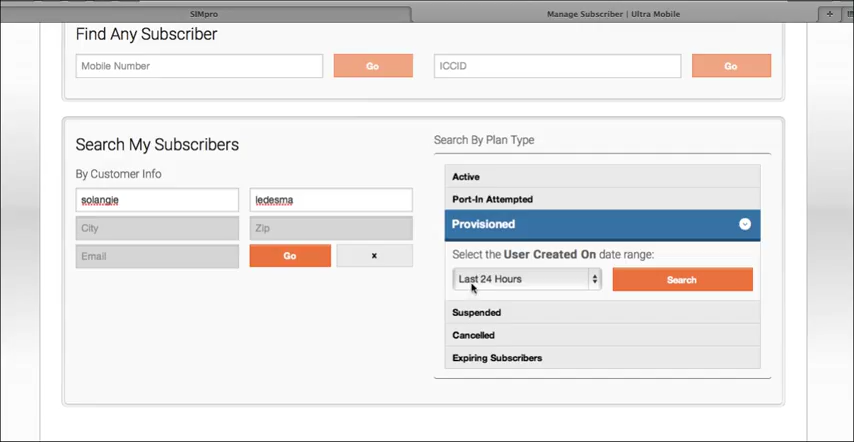 SIMpro
Manage Subscriber | Ultra Mobile
+
Find Any Subscriber
Mobile Number
Go
ICCID
Go
Search My Subscribers
By Customer Info
solangie
ledesma
City
Zip
Email
Go
x
Search By Plan Type
Active
Port-In Attempted
Provisioned
Select the User Created On date range:
Last 24 Hours
Search
Suspended
Cancelled
Expiring Subscribers